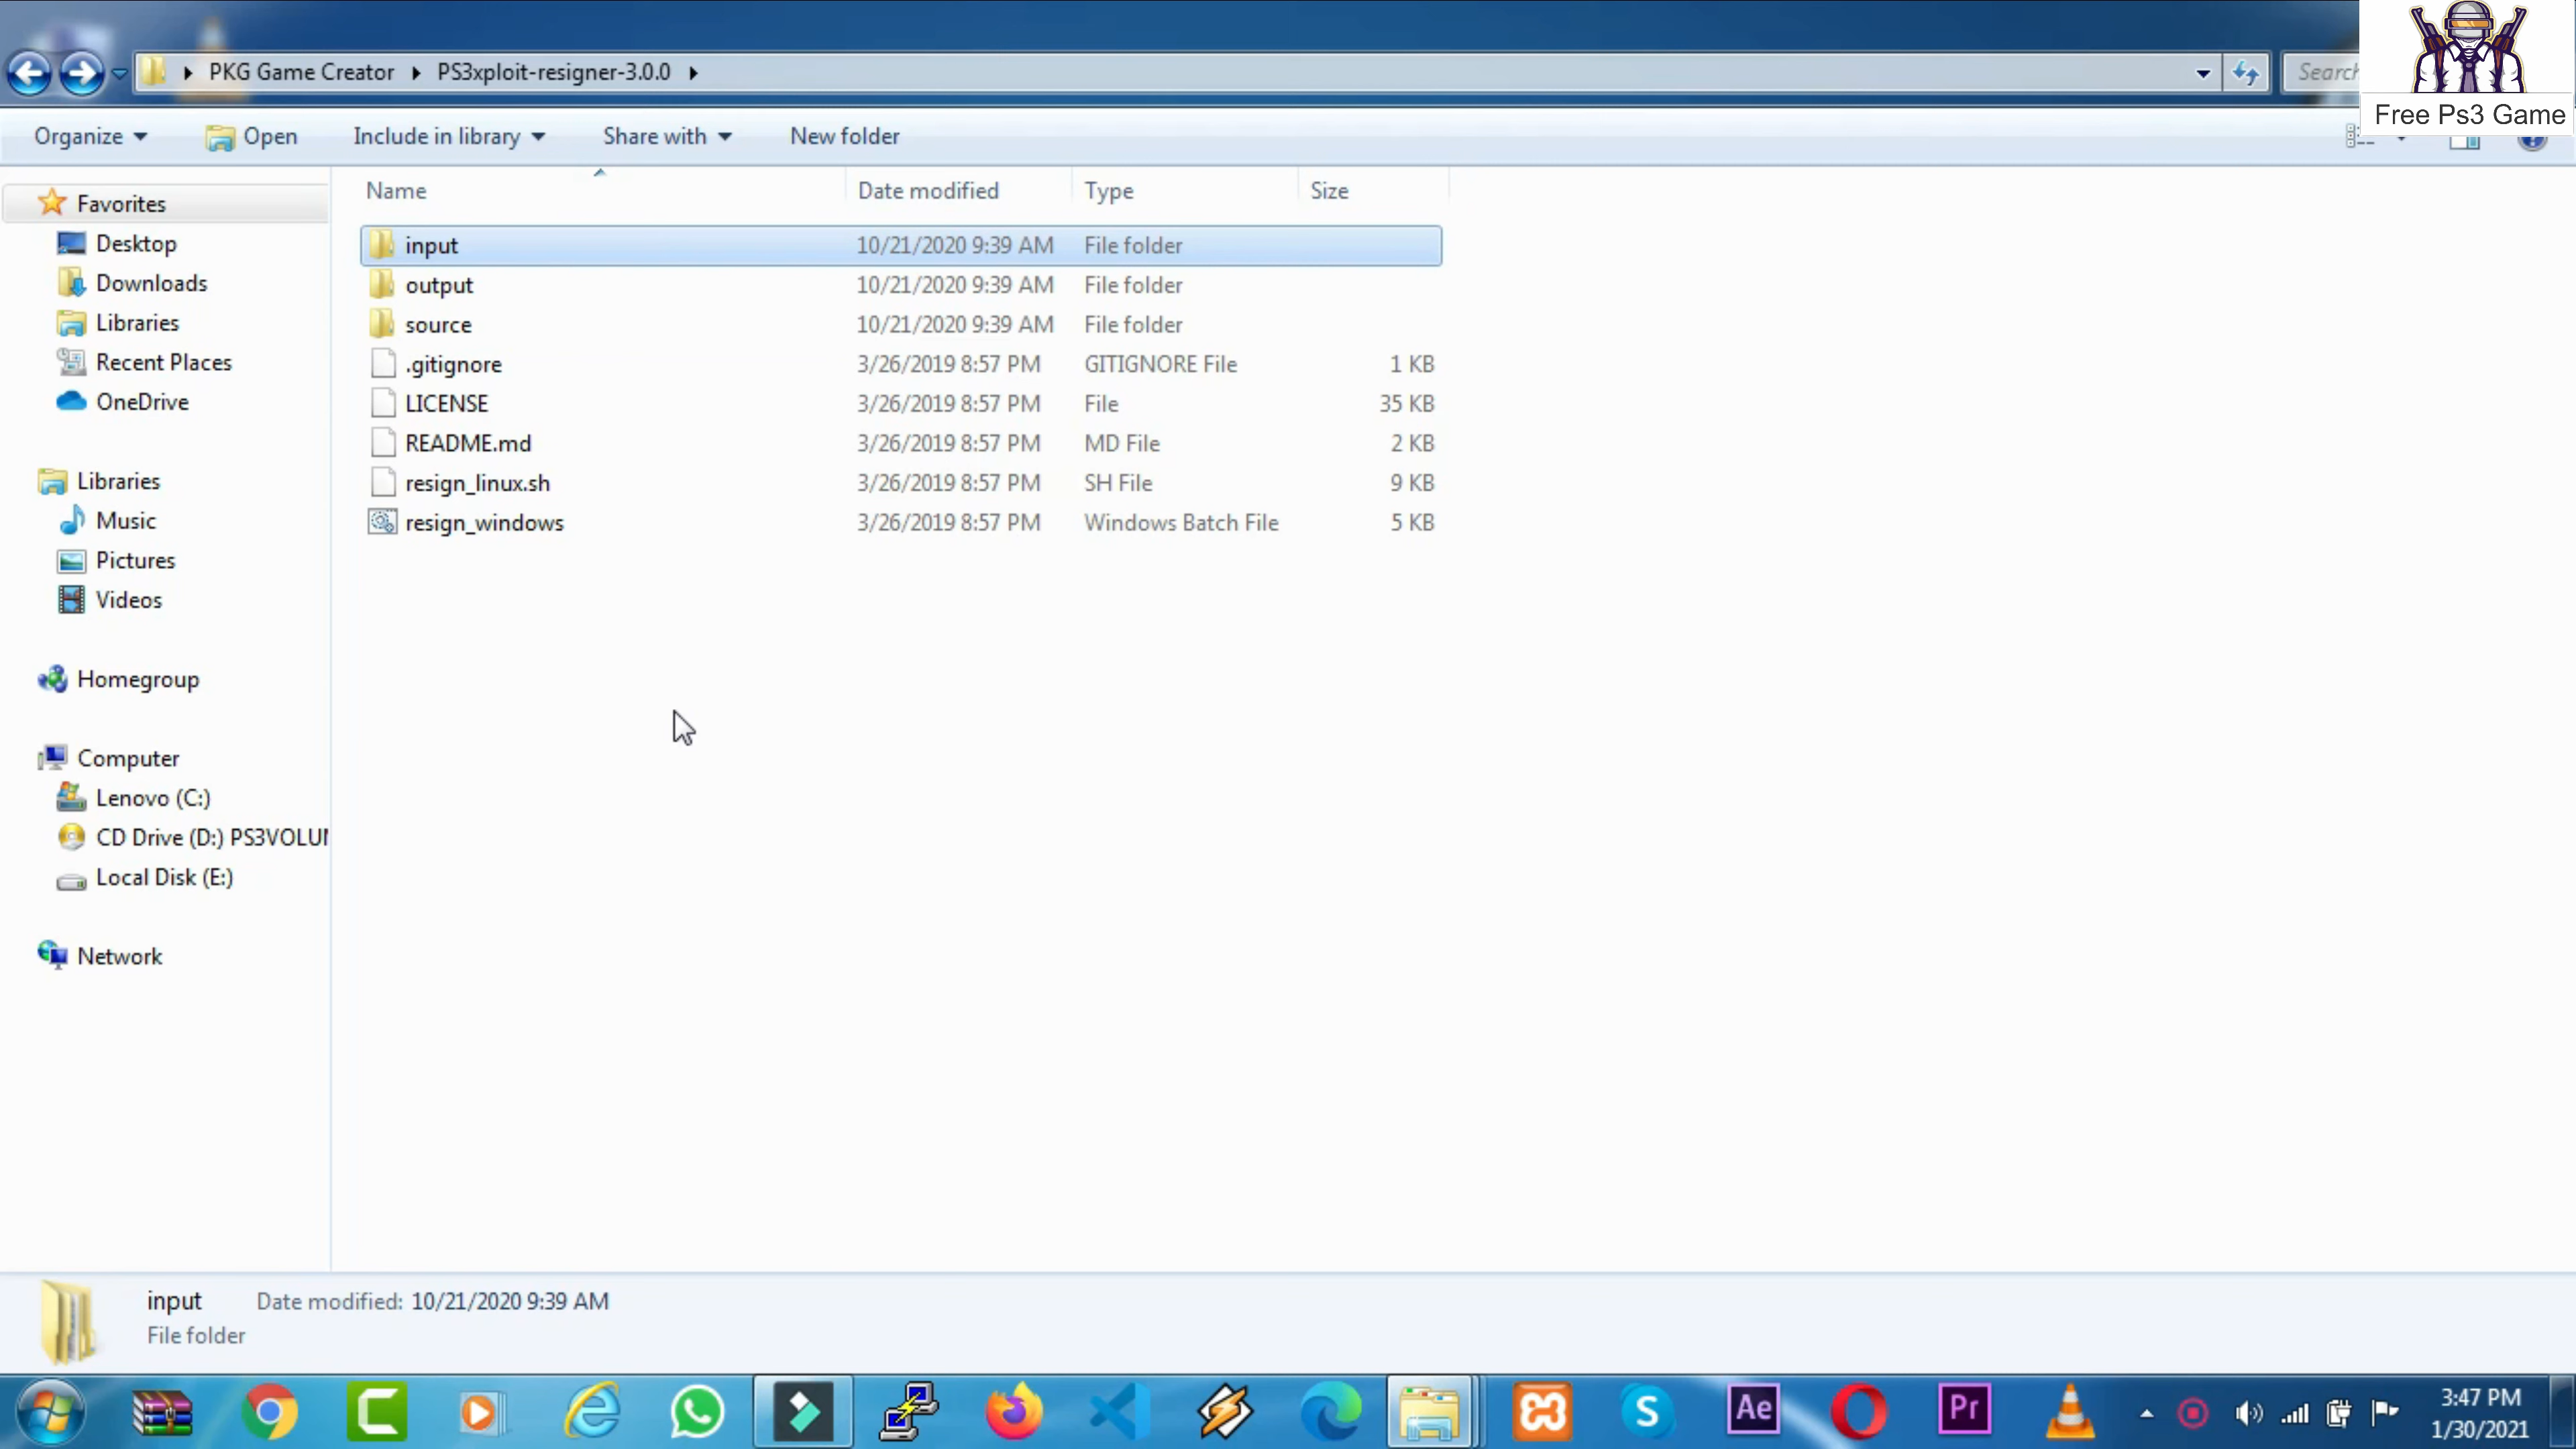 PKG Game Creator
PS3xploit-resigner-3.0.0
Search
Free Ps3 Game
Organize
Open
Include in library
Share with
New folder
Name
Date modified
Type
Size
input 10/21/2020 9:39 AM File folder
output 10/21/2020 9:39 AM File folder
source 10/21/2020 9:39 AM File folder
.gitignore 3/26/2019 8:57 PM GITIGNORE File 1 KB
LICENSE 3/26/2019 8:57 PM File 35 KB
README.md 3/26/2019 8:57 PM MD File 2 KB
resign_linux.sh 3/26/2019 8:57 PM SH File 9 KB
resign_windows 3/26/2019 8:57 PM Windows Batch File 5 KB
Favorites
Desktop
Downloads
Libraries
Recent Places
OneDrive
Libraries
Music
Pictures
Videos
Homegroup
Computer
Lenovo (C:)
CD Drive (D:) PS3VOLU
Local Disk (E:)
Network
input Date modified: 10/21/2020 9:39 AM
File folder
Ae
Pr
3:47 PM
1/30/2021